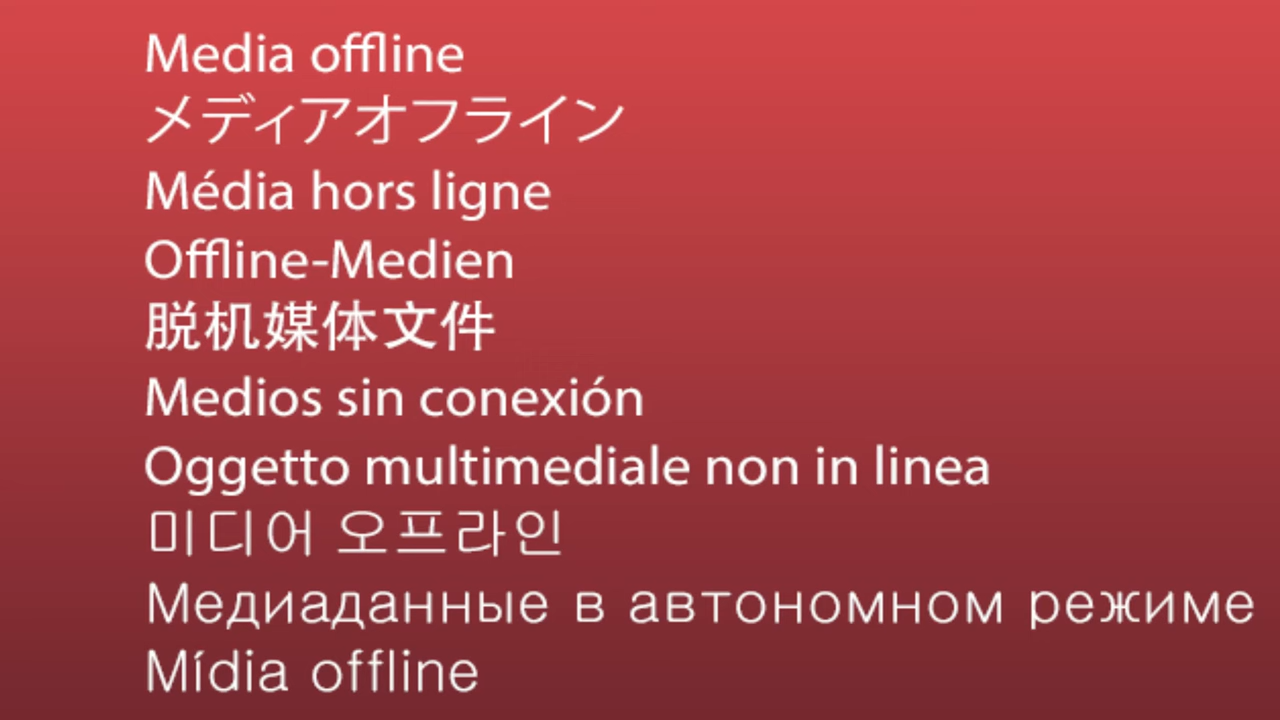 Media offline
メディアオフライン
Média hors ligne
Offline-Medien
脱机媒体文件
Medios sin conexión
Oggetto multimediale non in linea
미디어 오프라인
Медиаданные в автономном режиме
Mídia offline